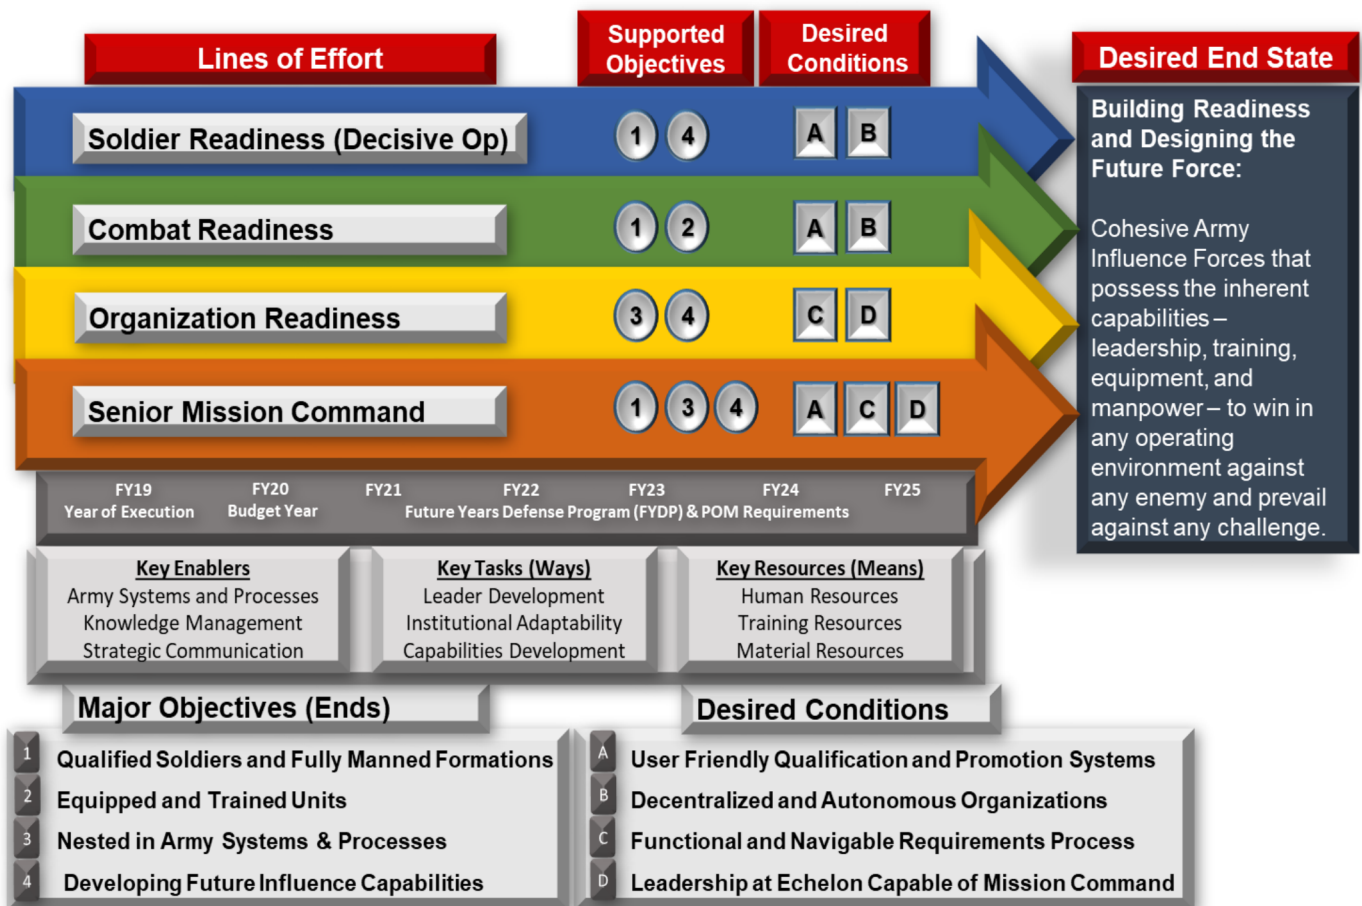 Lines of Effort
Supported
Objectives
Desired
Conditions
Desired End State
Soldier Readiness (Decisive Op)
1 4
A B
Combat Readiness
1 2
A B
Organization Readiness
3 4
C D
Senior Mission Command
1 3 4
A C D
Building Readiness
and Designing the
Future Force:
Cohesive Army
Influence Forces that
possess the inherent
capabilities –
leadership, training,
equipment, and
manpower – to win in
any operating
environment against
any enemy and prevail
against any challenge.
FY19 FY20 FY21 FY22 FY23 FY24 FY25
Year of Execution Budget Year Future Years Defense Program (FYDP) & POM Requirements
Key Enablers
Army Systems and Processes
Knowledge Management
Strategic Communication
Key Tasks (Ways)
Leader Development
Institutional Adaptability
Capabilities Development
Key Resources (Means)
Human Resources
Training Resources
Material Resources
Major Objectives (Ends)
1 Qualified Soldiers and Fully Manned Formations
2 Equipped and Trained Units
3 Nested in Army Systems & Processes
4 Developing Future Influence Capabilities
Desired Conditions
A User Friendly Qualification and Promotion Systems
B Decentralized and Autonomous Organizations
C Functional and Navigable Requirements Process
D Leadership at Echelon Capable of Mission Command